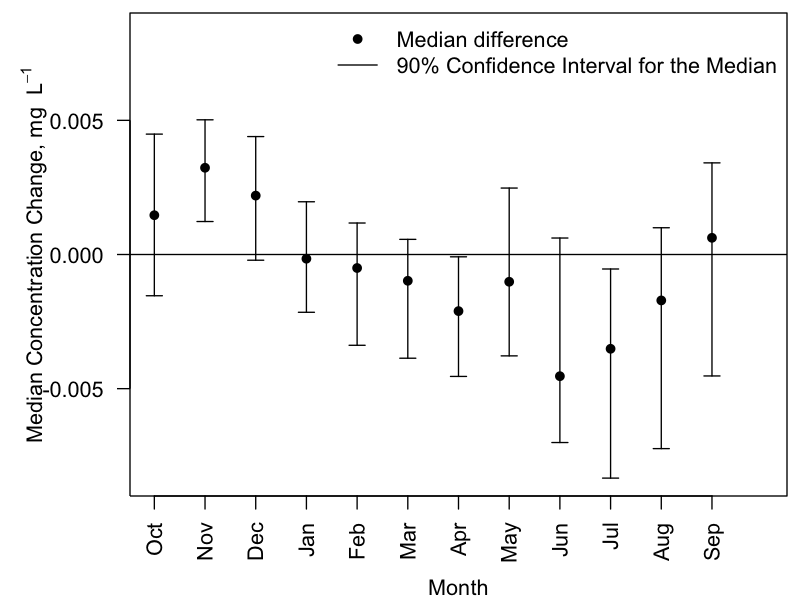 Median difference
90% Confidence Interval for the Median
Median Concentration Change, mg L⁻¹
0.005
0.000
-0.005
Oct
Nov
Dec
Jan
Feb
Mar
Apr
May
Jun
Jul
Aug
Sep
Month